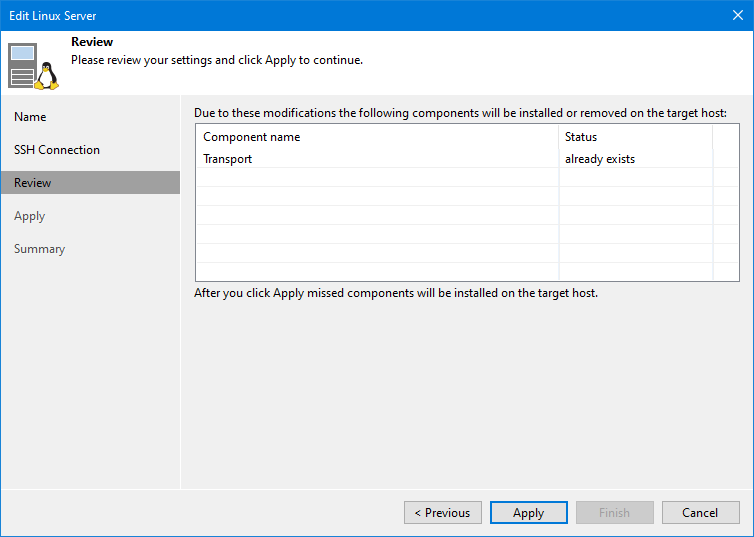 Edit Linux Server
Review
Please review your settings and click Apply to continue.
Name
SSH Connection
Review
Apply
Summary
Due to these modifications the following components will be installed or removed on the target host:
Component name Status
Transport already exists
After you click Apply missed components will be installed on the target host.
< Previous Apply Finish Cancel